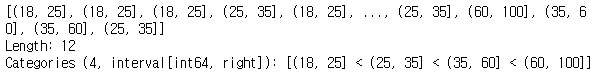 [(18, 25], (18, 25], (18, 25], (25, 35], (18, 25], ..., (25, 35], (60, 100], (35, 6
0], (35, 60], (25, 35]]
Length: 12
Categories (4, interval[int64, right]): [(18, 25] < (25, 35] < (35, 60] < (60, 100]]